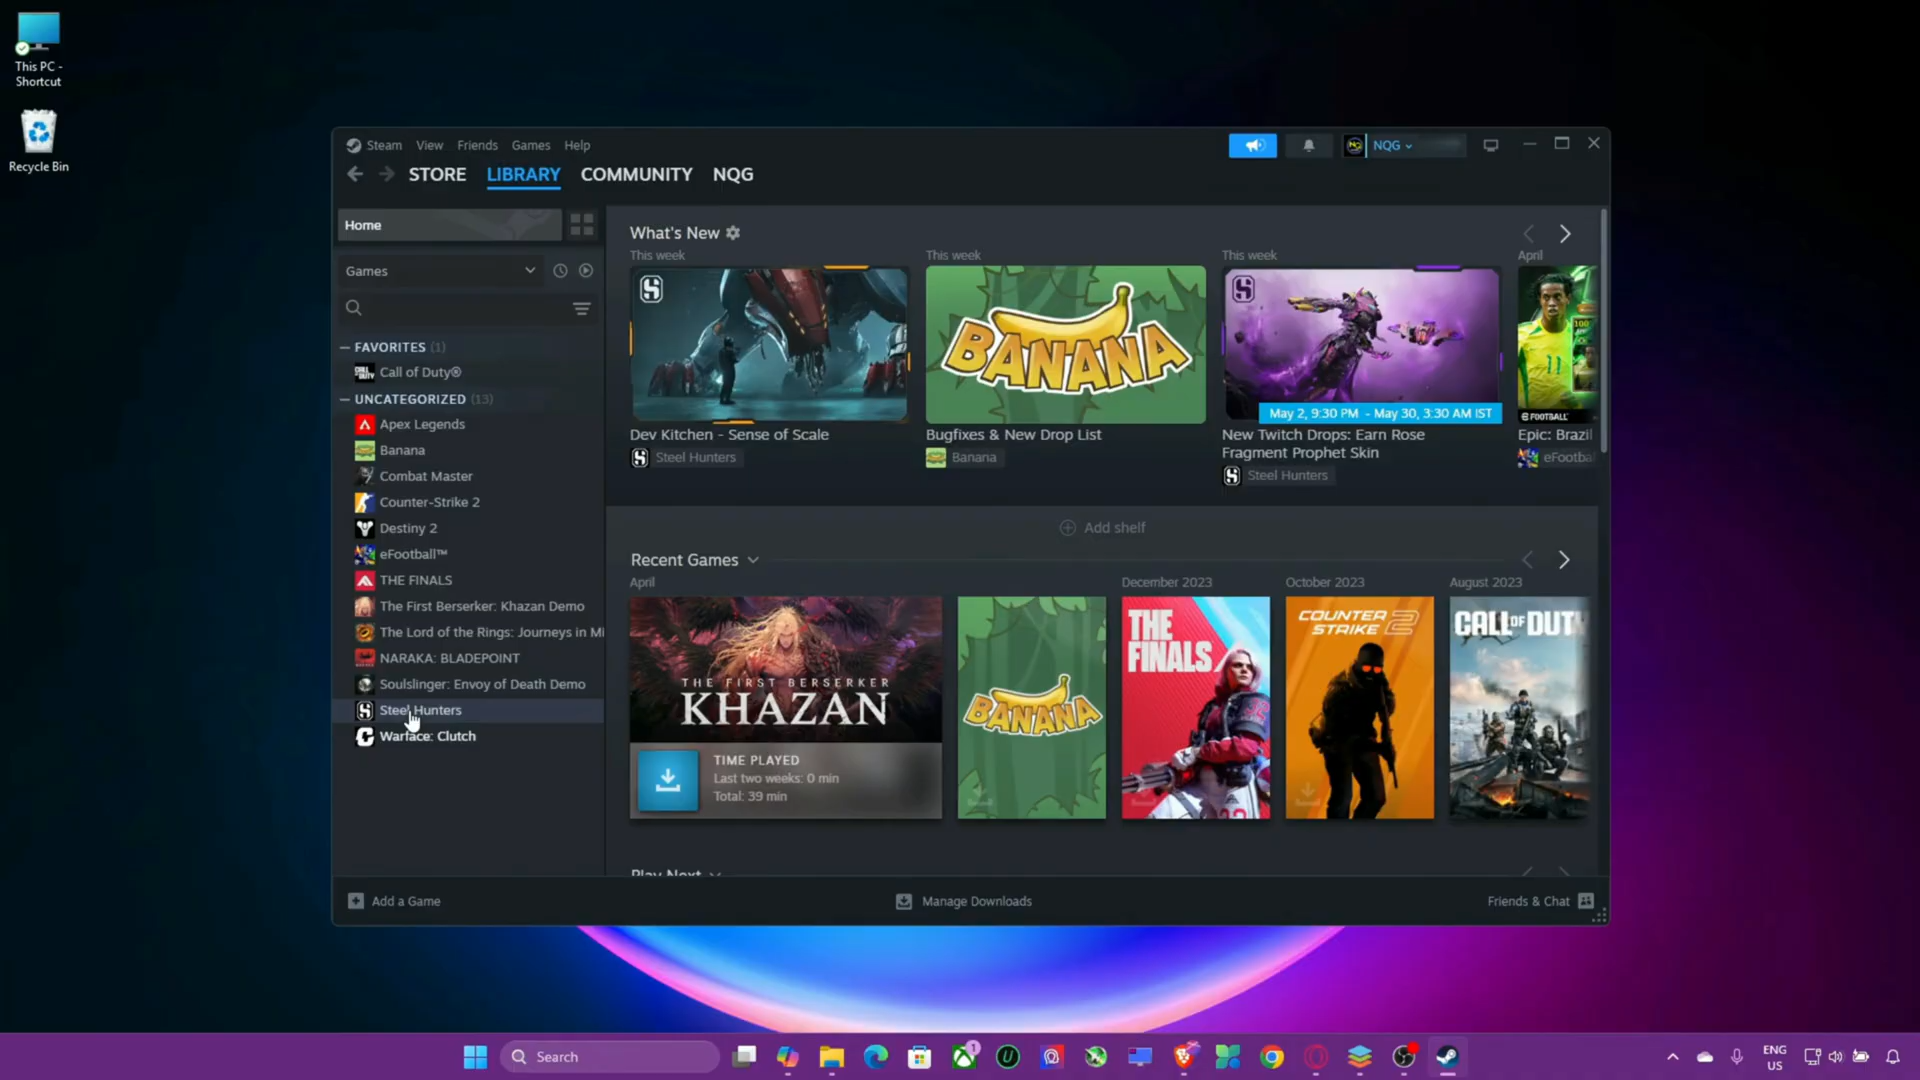 This PC -
Shortcut
Recycle Bin
Steam View Friends Games Help
NQG
STORE LIBRARY COMMUNITY NQG
Home
Games
FAVORITES (1)
Call of Duty®
UNCATEGORIZED (13)
Apex Legends
Banana
Combat Master
Counter-Strike 2
Destiny 2
eFootball™
THE FINALS
The First Berserker: Khazan Demo
The Lord of the Rings: Journeys in Mi
NARAKA: BLADEPOINT
Soulslinger: Envoy of Death Demo
Steel Hunters
Warface: Clutch
What's New
This week
Dev Kitchen - Sense of Scale
Steel Hunters
This week
BANANA
Bugfixes & New Drop List
Banana
This week
May 2, 9:30 PM - May 30, 3:30 AM IST
New Twitch Drops: Earn Rose
Fragment Prophet Skin
Steel Hunters
April
11
100
EFOOTBALL
Epic: Brazil
eFootba
Add shelf
Recent Games
April
THE FIRST BERSERKER
KHAZAN
TIME PLAYED
Last two weeks: 0 min
Total: 39 min
BANANA
December 2023
THE
FINALS
October 2023
COUNTER
STRIKE 2
August 2023
CALL OF DUT
Play Next
Add a Game
Manage Downloads
Friends & Chat
Search
1
ENG
US